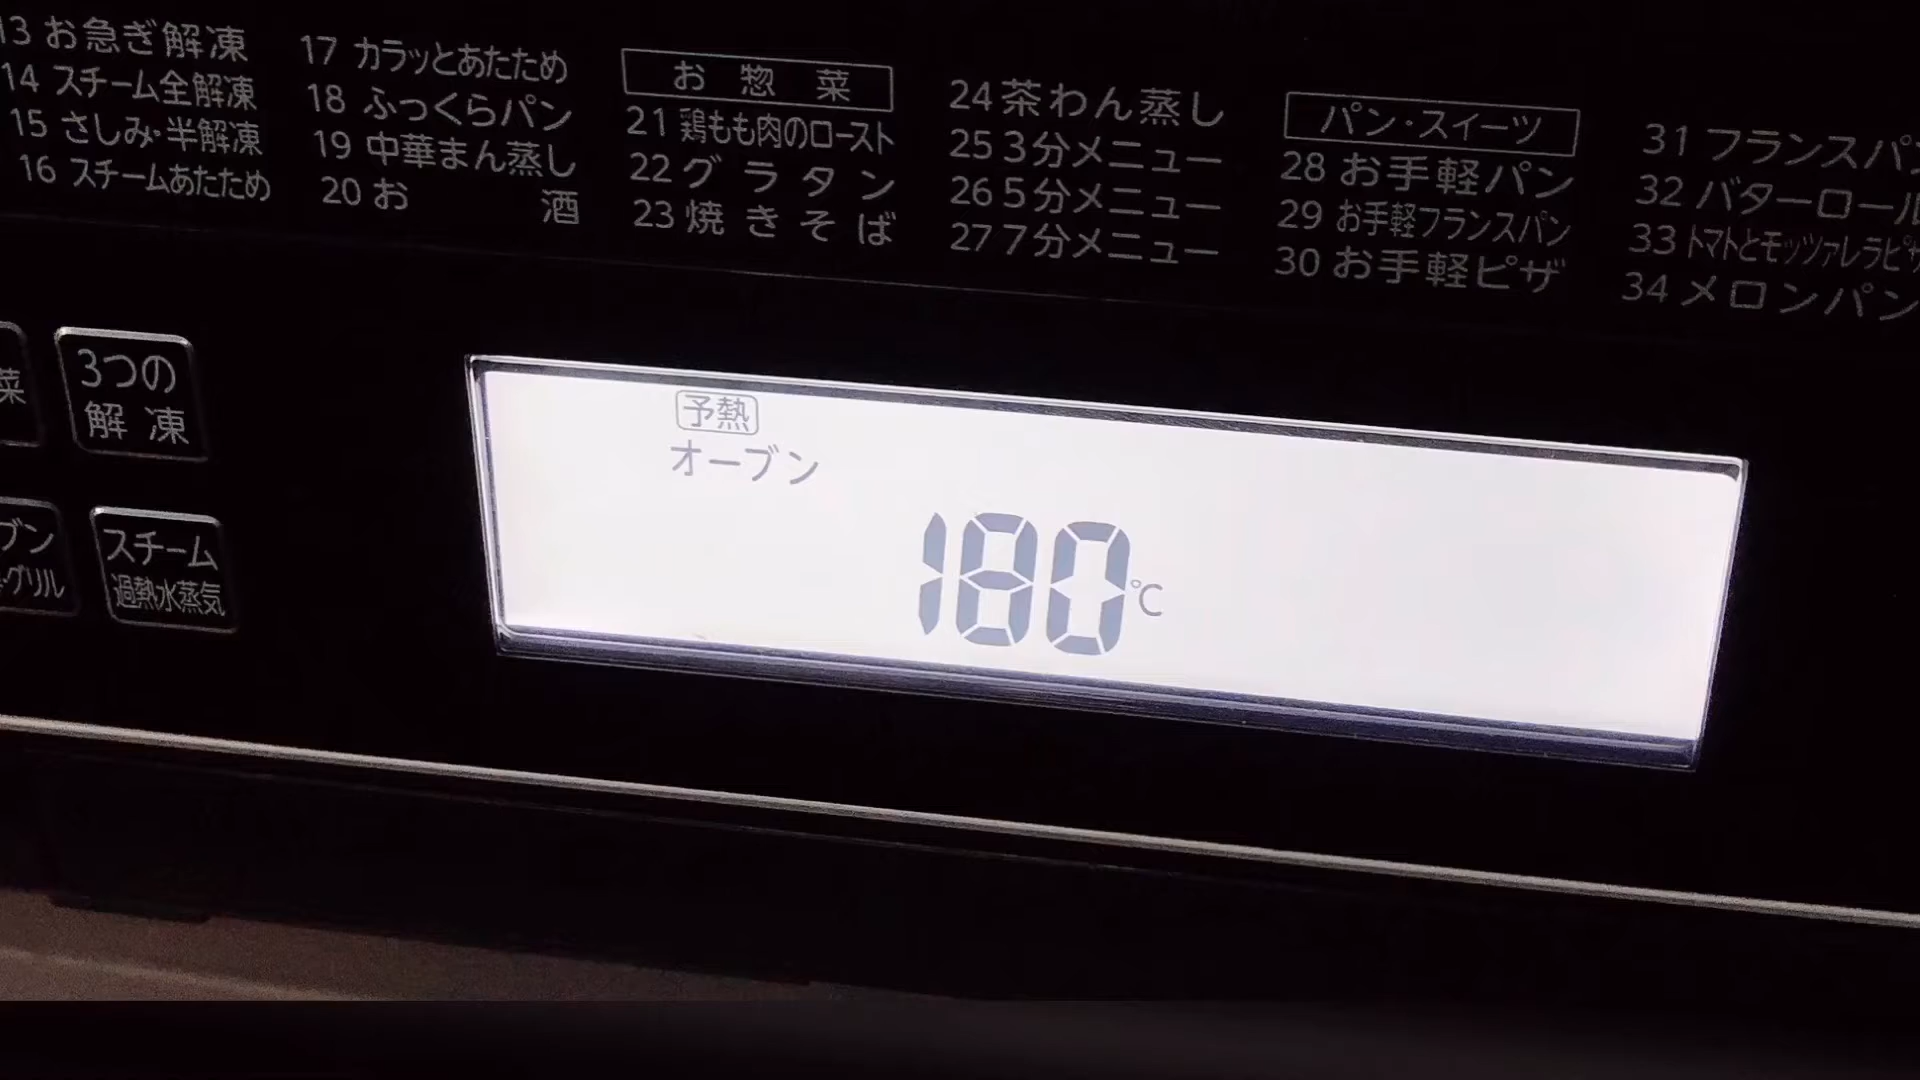 13 お急ぎ解凍
14 スチーム全解凍
15 さしみ・半解凍
16 スチームあたため
17 カラッとあたため
18 ふっくらパン
19 中華まん蒸し
20 お酒
お惣菜
21 鶏もも肉のロースト
22 グラタン
23 焼きそば
24 茶わん蒸し
25 3分メニュー
26 5分メニュー
27 7分メニュー
パン・スイーツ
28 お手軽パン
29 お手軽フランスパン
30 お手軽ピザ
31 フランスパン
32 バターロール
33 トマトとモッツァレラピザ
34 メロンパン
菜
3つの
解凍
ブン
グリル
スチーム
過熱水蒸気
予熱
オーブン
180℃